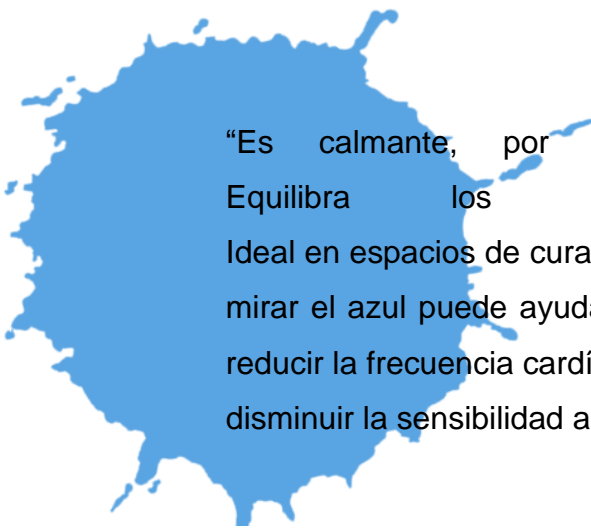 “Es calmante, por
Equilibra los
Ideal en espacios de cura
mirar el azul puede ayud
reducir la frecuencia card
disminuir la sensibilidad a